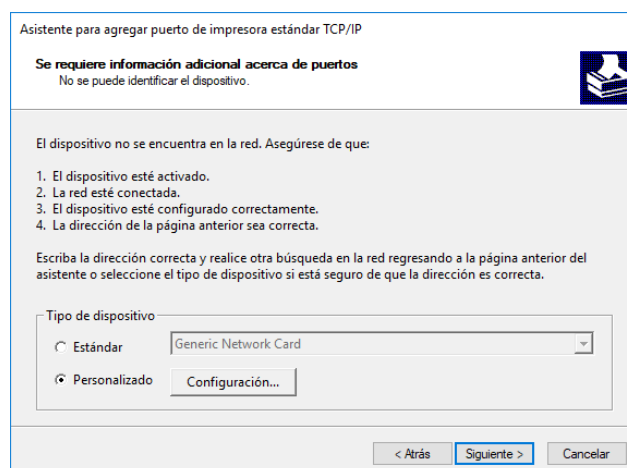 Asistente para agregar puerto de impresora estándar TCP/IP
Se requiere información adicional acerca de puertos
No se puede identificar el dispositivo.
El dispositivo no se encuentra en la red. Asegúrese de que:
1. El dispositivo esté activado.
2. La red esté conectada.
3. El dispositivo esté configurado correctamente.
4. La dirección de la página anterior sea correcta.
Escriba la dirección correcta y realice otra búsqueda en la red regresando a la página anterior del
asistente o seleccione el tipo de dispositivo si está seguro de que la dirección es correcta.
Tipo de dispositivo
Estándar Generic Network Card
Personalizado Configuración...
< Atrás Siguiente > Cancelar